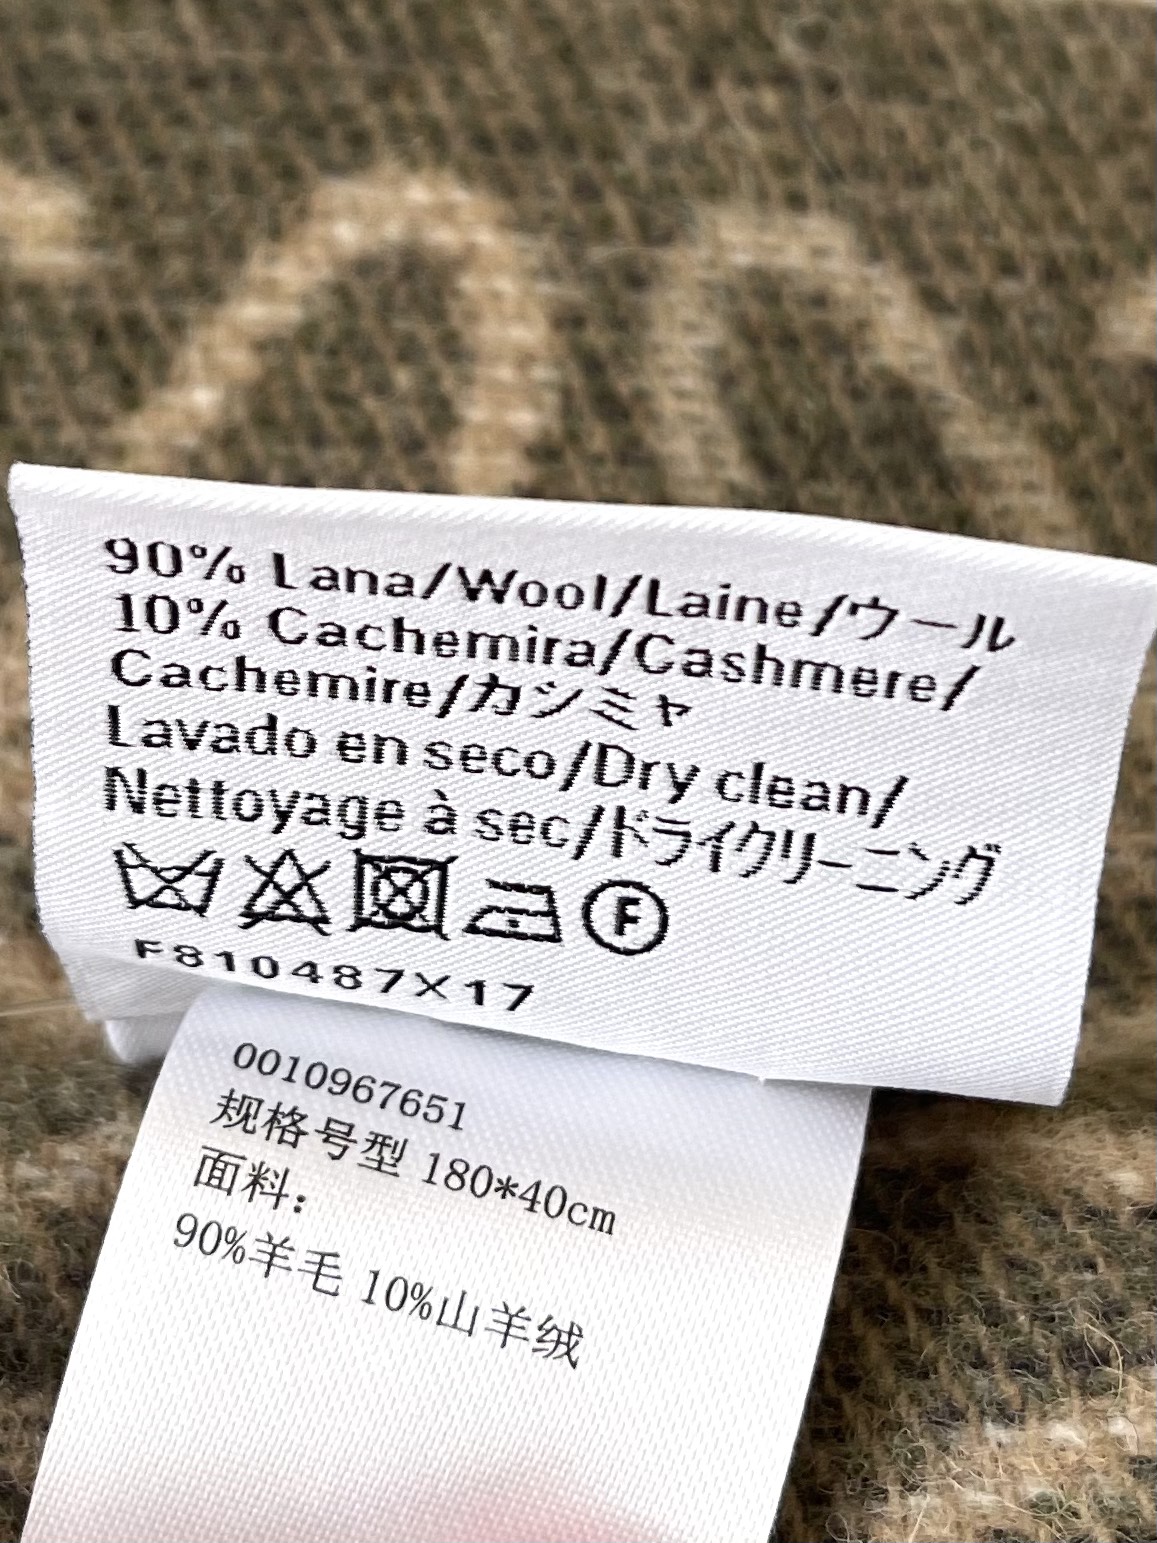 90% Lana/Wool/Laine/ウール
10% Cachemira/Cashmere/
Cachemire/カシミャ
Lavado en seco/Dry clean/
Nettoyage à sec/ドライクリーニング
F
F810487X17
0010967651
规格号型 180*40cm
面料:
90%羊毛 10%山羊绒